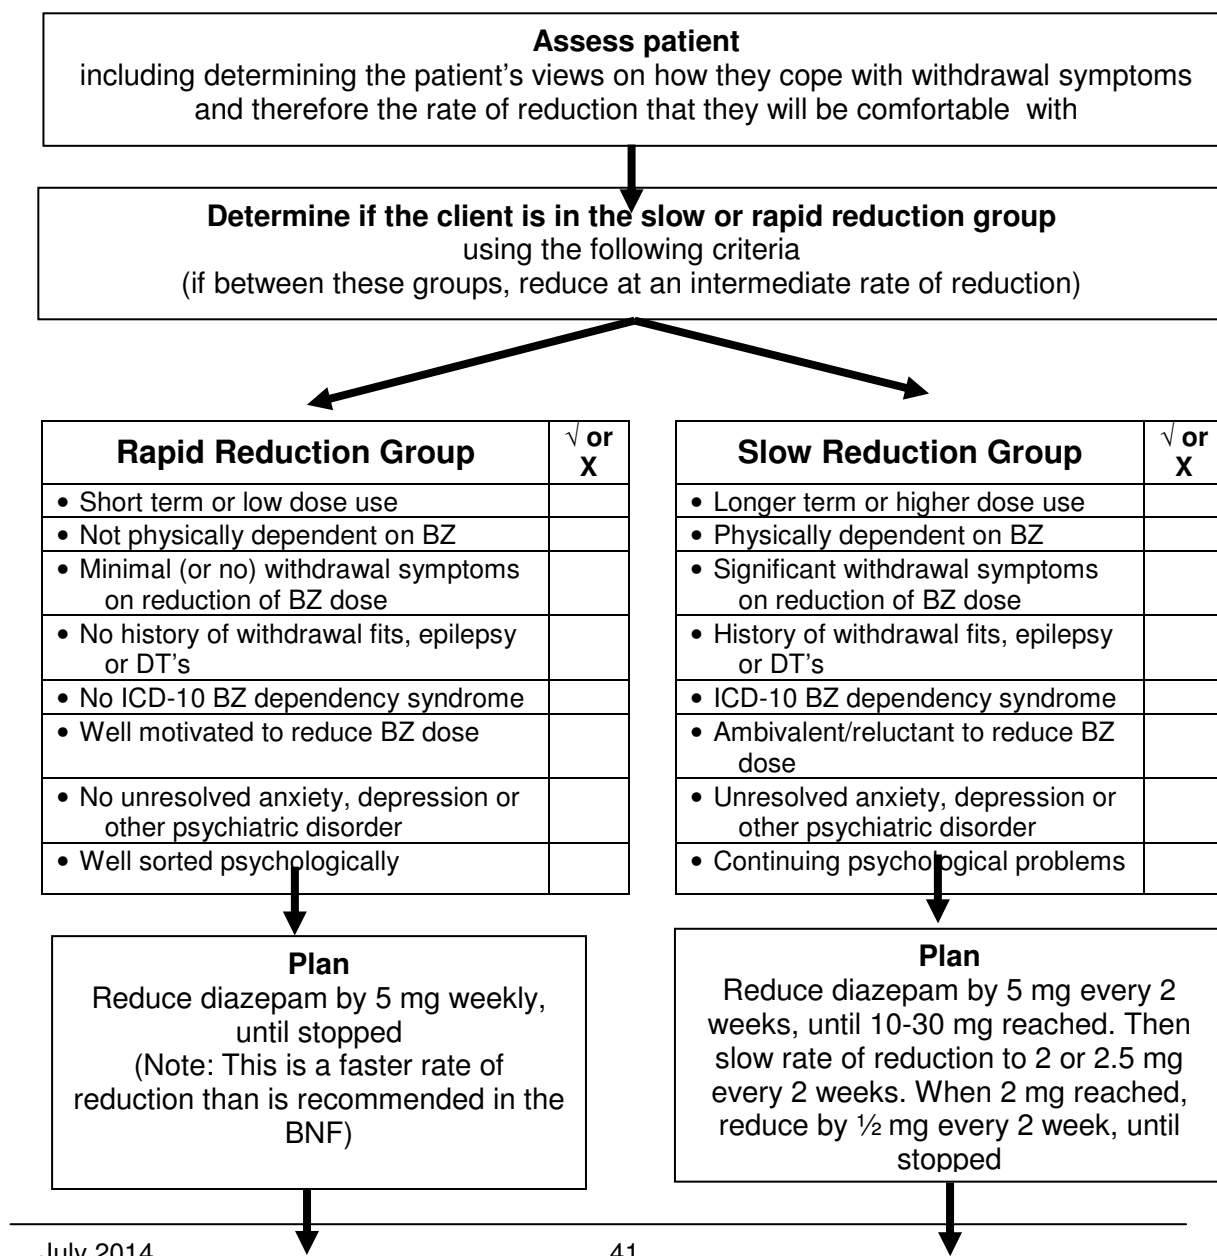 Assess patient
including determining the patient’s views on how they cope with withdrawal symptoms
and therefore the rate of reduction that they will be comfortable with
Determine if the client is in the slow or rapid reduction group
using the following criteria
(if between these groups, reduce at an intermediate rate of reduction)
Rapid Reduction Group
√ or
X
• Short term or low dose use
• Not physically dependent on BZ
• Minimal (or no) withdrawal symptoms
on reduction of BZ dose
• No history of withdrawal fits, epilepsy
or DT’s
• No ICD-10 BZ dependency syndrome
• Well motivated to reduce BZ dose
• No unresolved anxiety, depression or
other psychiatric disorder
• Well sorted psychologically
Plan
Reduce diazepam by 5 mg weekly,
until stopped
(Note: This is a faster rate of
reduction than is recommended in the
BNF)
Slow Reduction Group
√ or
X
• Longer term or higher dose use
• Physically dependent on BZ
• Significant withdrawal symptoms
on reduction of BZ dose
• History of withdrawal fits, epilepsy
or DT’s
• ICD-10 BZ dependency syndrome
• Ambivalent/reluctant to reduce BZ
dose
• Unresolved anxiety, depression or
other psychiatric disorder
• Continuing psychological problems
Plan
Reduce diazepam by 5 mg every 2
weeks, until 10-30 mg reached. Then
slow rate of reduction to 2 or 2.5 mg
every 2 weeks. When 2 mg reached,
reduce by ½ mg every 2 week, until
stopped
July 2014
41